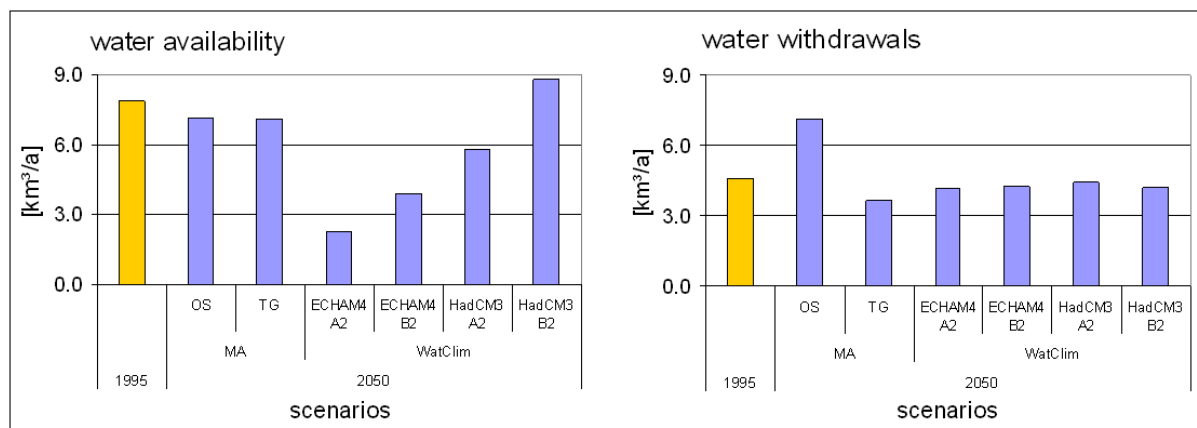 water availability
[km³/a]
9.0
6.0
3.0
0.0
OS
TG
ECHAM4
A2
ECHAM4
B2
HadCM3
A2
HadCM3
B2
MA
WatClim
1995
2050
scenarios
water withdrawals
[km³/a]
9.0
6.0
3.0
0.0
OS
TG
ECHAM4
A2
ECHAM4
B2
HadCM3
A2
HadCM3
B2
MA
WatClim
1995
2050
scenarios